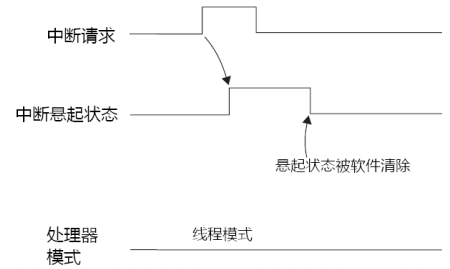 中断请求
中断悬起状态
悬起状态被软件清除
处理器
模式
线程模式